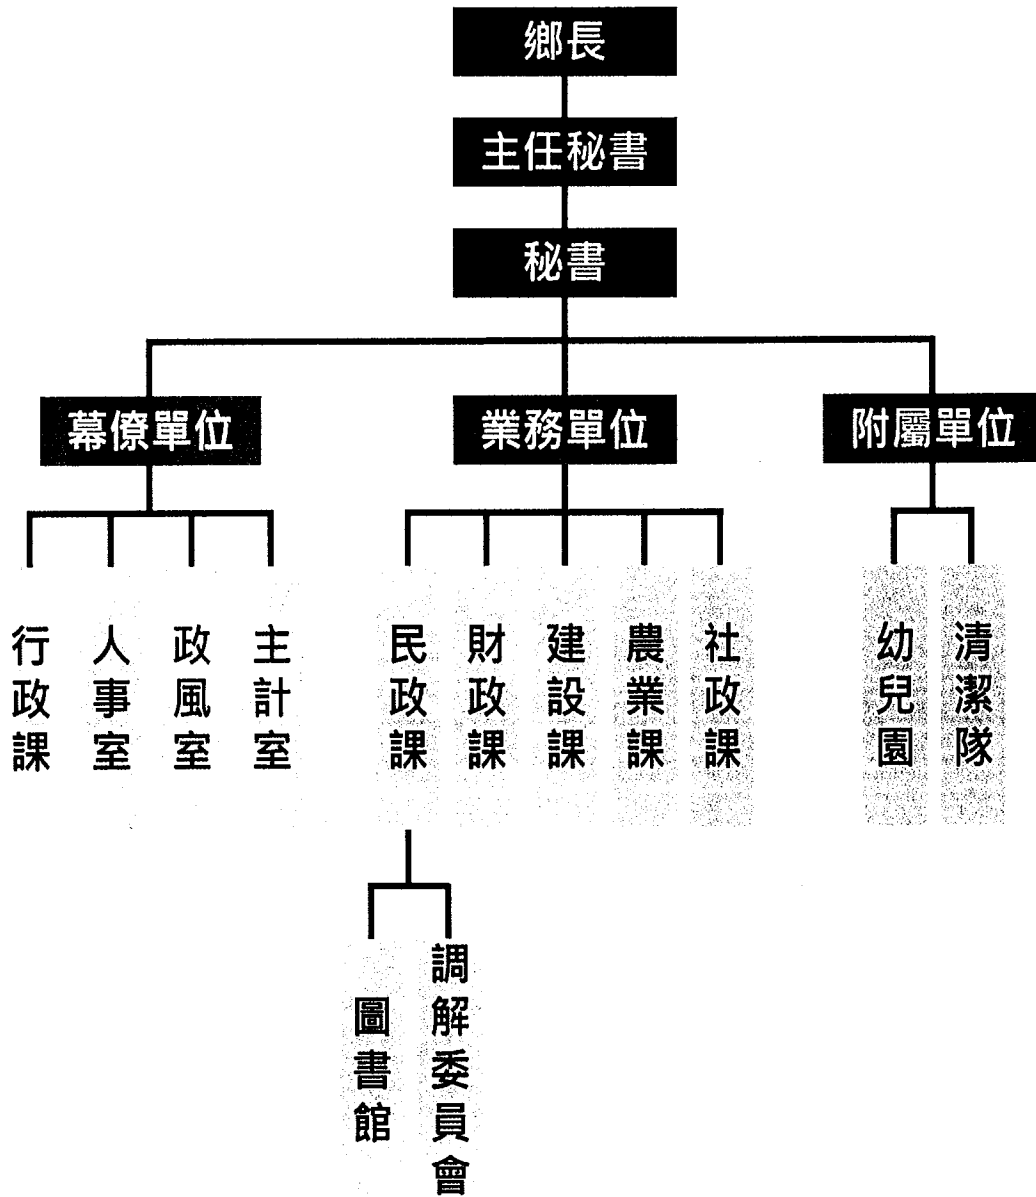 鄉長
主任秘書
秘書
幕僚單位
業務單位
附屬單位
行政課
人事室
政風室
主計室
民政課
財政課
建設課
農業課
社政課
幼兒園
清潔隊
圖書館
調解委員會